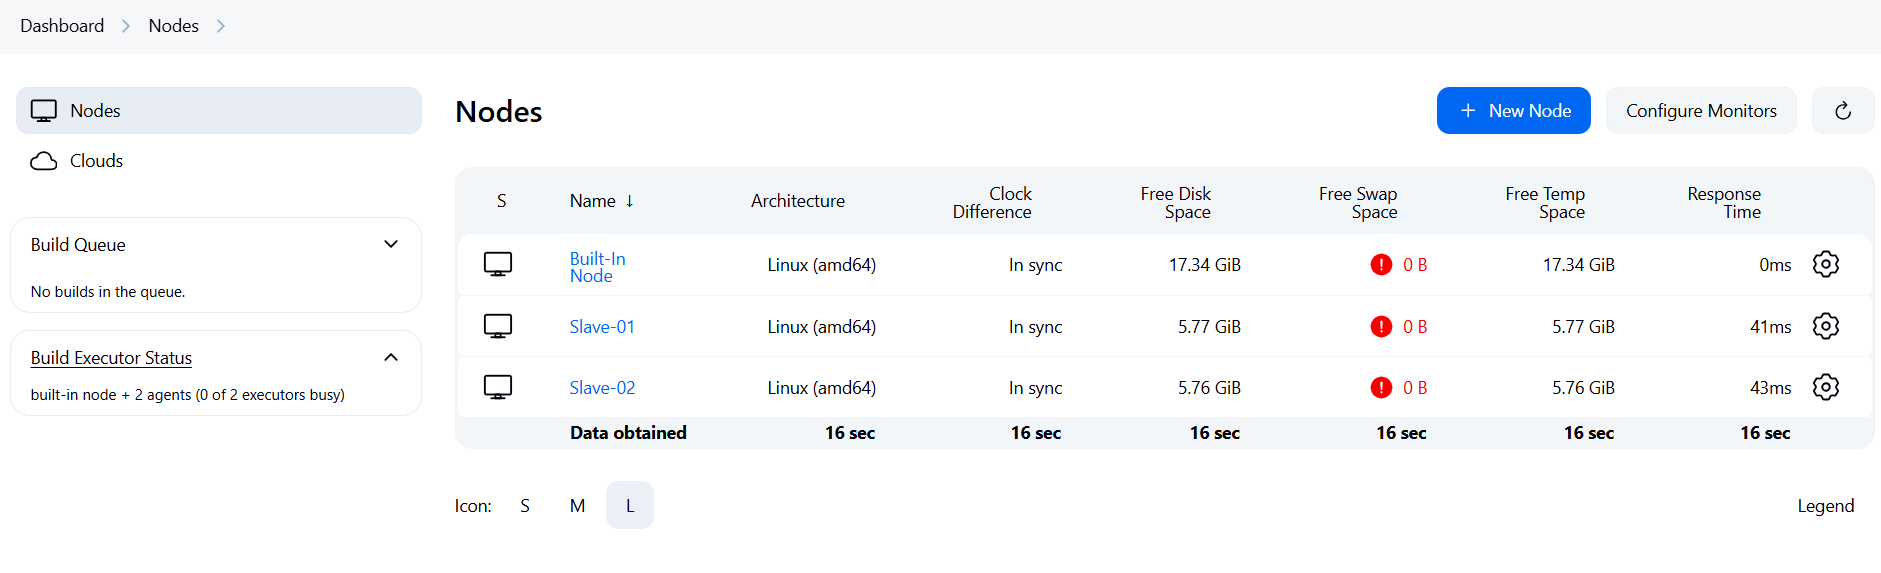 Dashboard Nodes
Nodes
Clouds
Build Queue
No builds in the queue.
Build Executor Status
built-in node + 2 agents (0 of 2 executors busy)
Nodes
+ New Node
Configure Monitors
S Name ↓ Architecture Clock Difference Free Disk Space Free Swap Space Free Temp Space Response Time
Built-In Node Linux (amd64) In sync 17.34 GiB 0 B 17.34 GiB 0ms
Slave-01 Linux (amd64) In sync 5.77 GiB 0 B 5.77 GiB 41ms
Slave-02 Linux (amd64) In sync 5.76 GiB 0 B 5.76 GiB 43ms
Data obtained 16 sec 16 sec 16 sec 16 sec 16 sec 16 sec
Icon: S M L
Legend